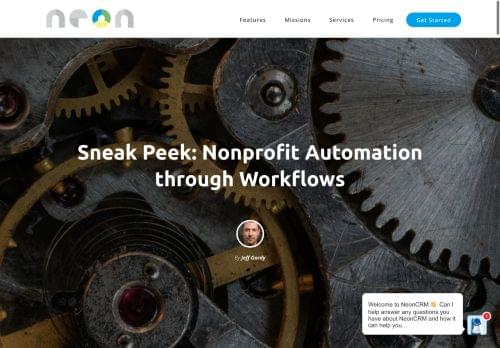 neon
Features Missions Services Pricing Get Started
Sneak Peek: Nonprofit Automation
through Workflows
By Jeff Gordy
Welcome to NeonCRM 👋 Can I
help answer any questions you
have about NeonCRM and how it
can help you...
1